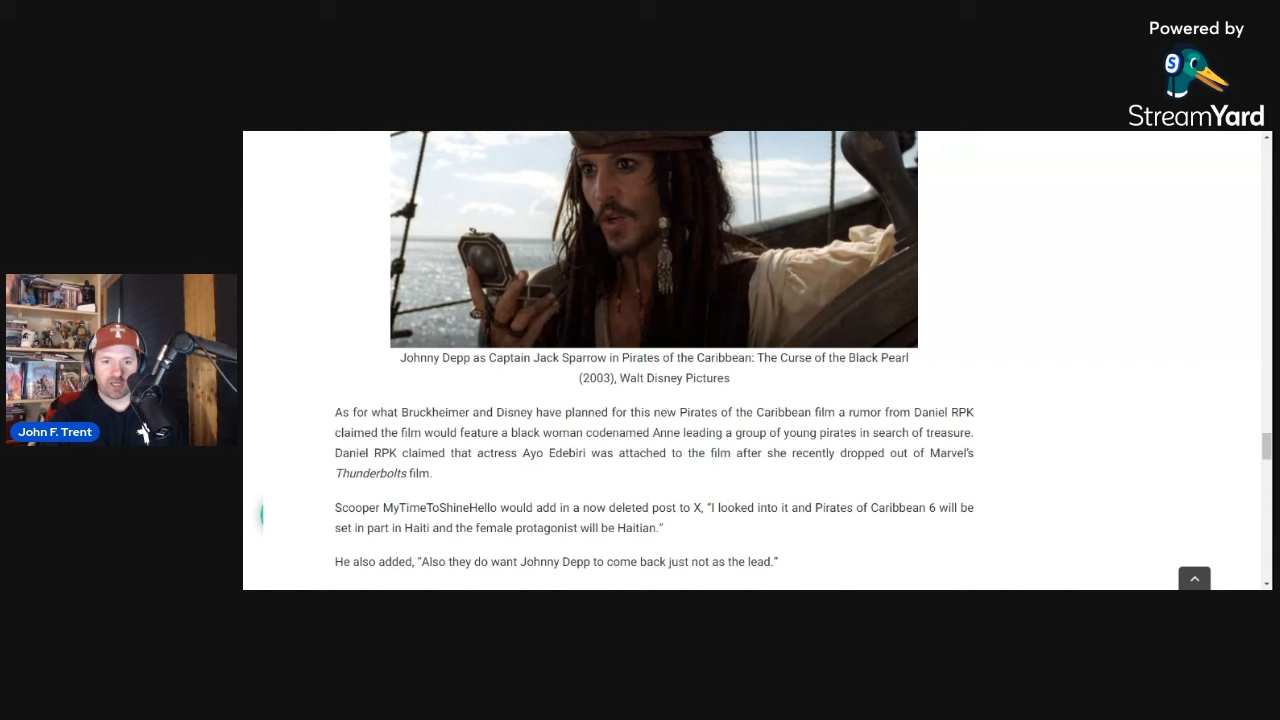 Powered by
S
StreamYard
Johnny Depp as Captain Jack Sparrow in Pirates of the Caribbean: The Curse of the Black Pearl
(2003), Walt Disney Pictures
As for what Bruckheimer and Disney have planned for this new Pirates of the Caribbean film a rumor from Daniel RPK
claimed the film would feature a black woman codenamed Anne leading a group of young pirates in search of treasure.
Daniel RPK claimed that actress Ayo Edebiri was attached to the film after she recently dropped out of Marvel's
Thunderbolts film.
Scooper MyTimeToShineHello would add in a now deleted post to X, “I looked into it and Pirates of Caribbean 6 will be
set in part in Haiti and the female protagonist will be Haitian.”
He also added, “Also they do want Johnny Depp to come back just not as the lead.”
John F. Trent